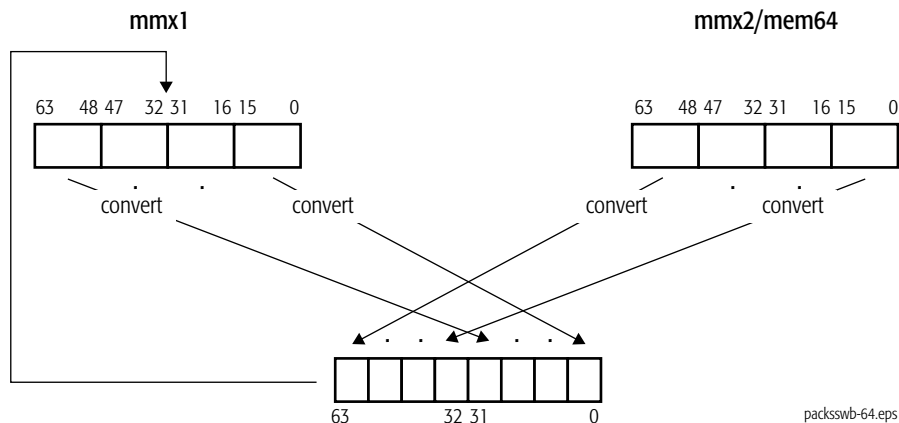 mmx1 mmx2/mem64
63 48 47 32 31 16 15 0 63 48 47 32 31 16 15 0
. . . .
convert convert convert convert
. . . .
63 32 31 0
packsswb-64.eps